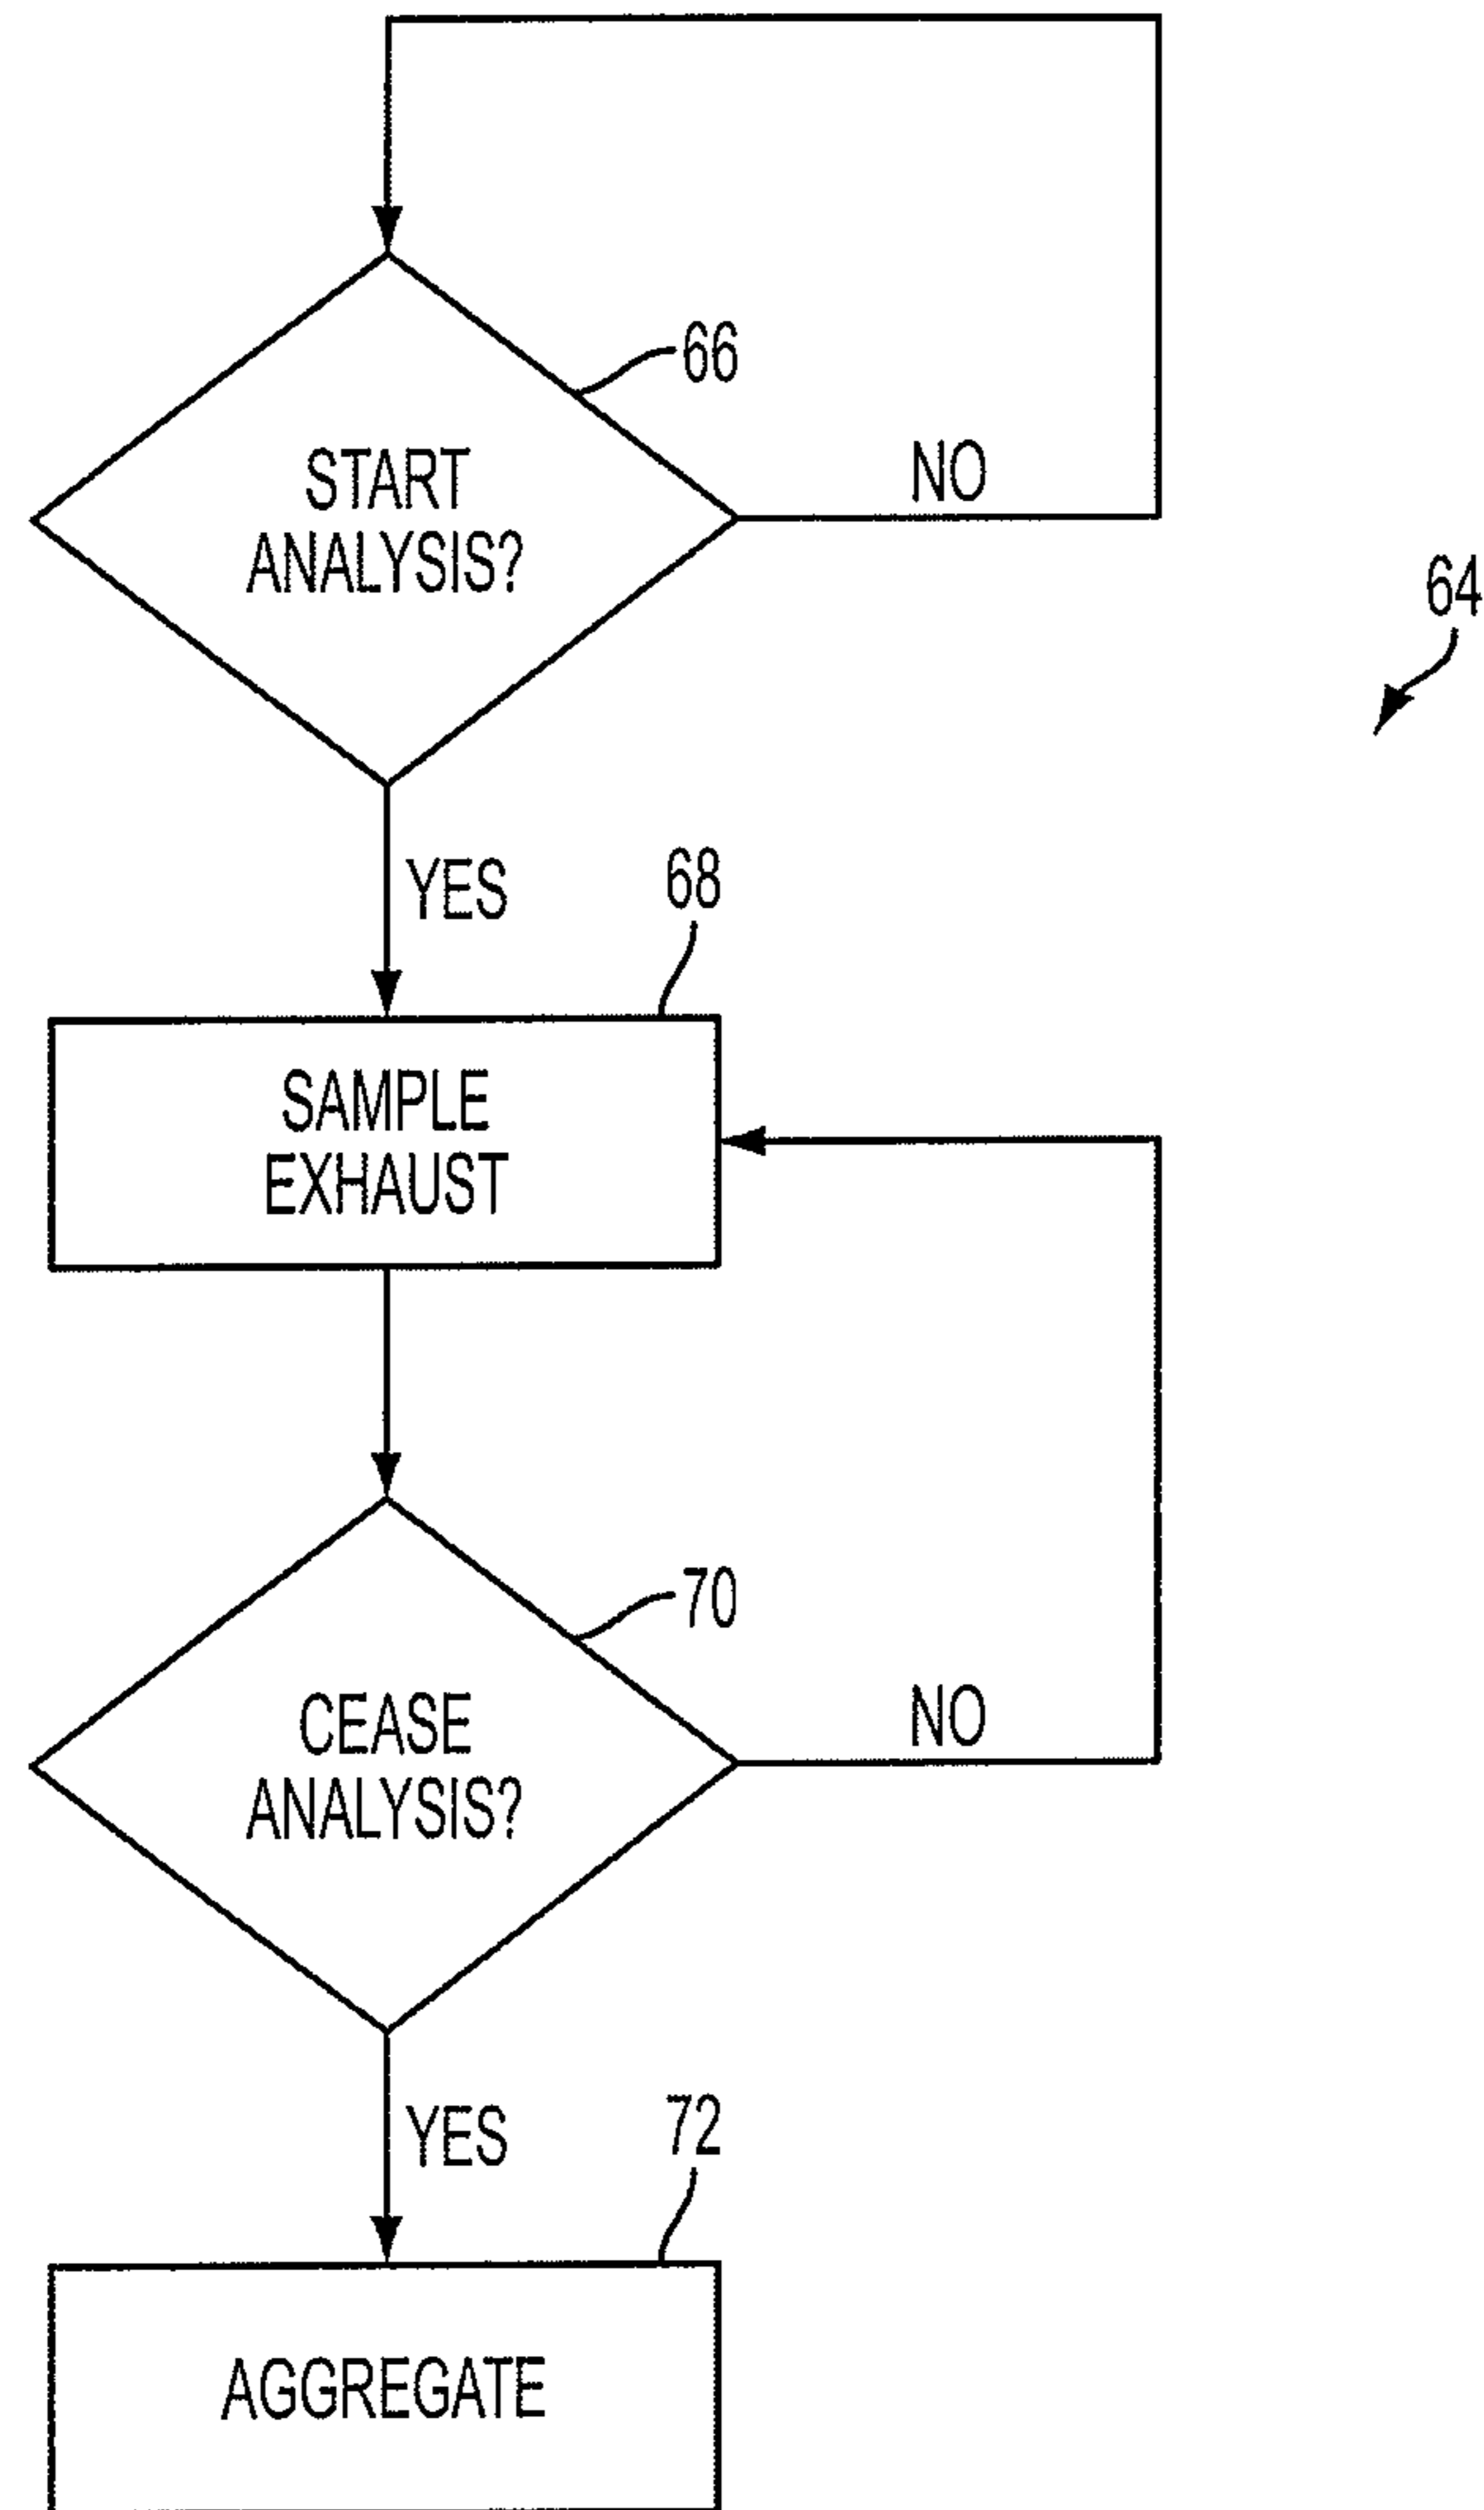 66
START
ANALYSIS?
NO
64
YES
68
SAMPLE
EXHAUST
70
CEASE
ANALYSIS?
NO
YES
72
AGGREGATE